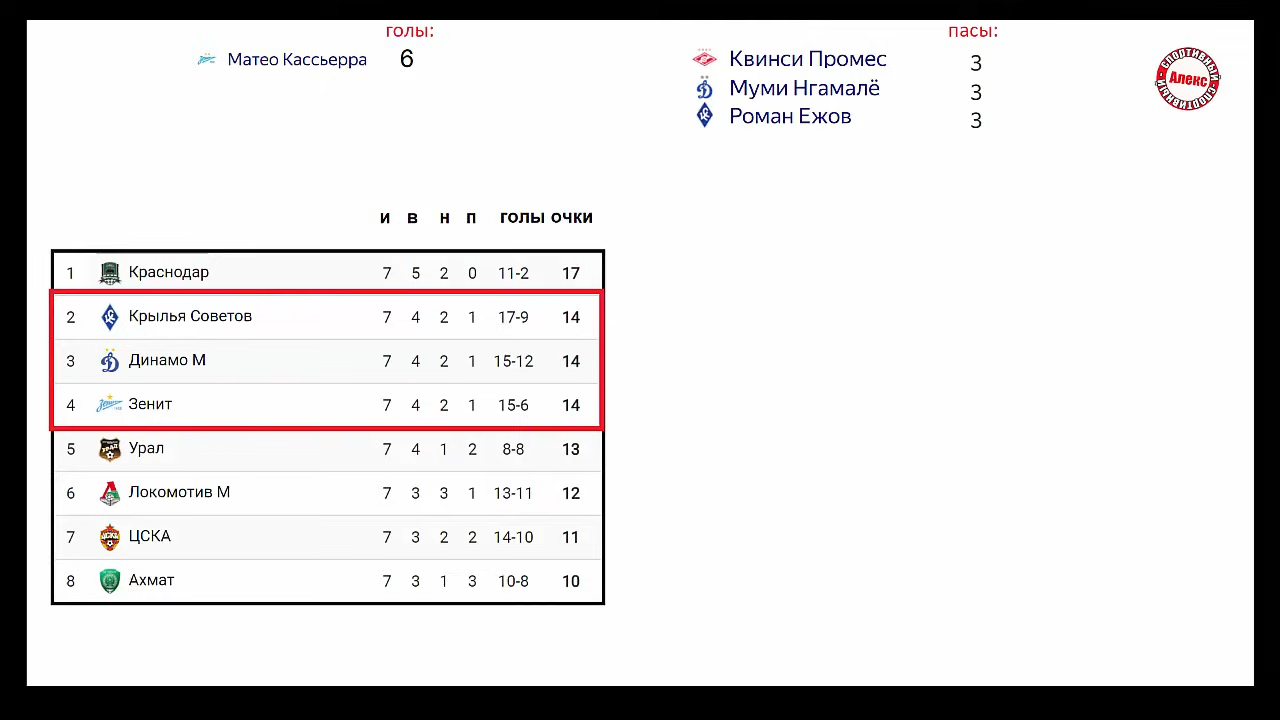 голы: пасы:
Матео Кассьерра 6
Квинси Промес 3
Муми Нгамалё 3
Роман Ежов 3
СПОРТИВНЫЙ
Алекс
СПОРТИВНЫЙ
и в н п голы очки
1 Краснодар 7 5 2 0 11-2 17
2 Крылья Советов 7 4 2 1 17-9 14
3 Динамо М 7 4 2 1 15-12 14
4 Зенит 7 4 2 1 15-6 14
5 Урал 7 4 1 2 8-8 13
6 Локомотив М 7 3 3 1 13-11 12
7 ЦСКА 7 3 2 2 14-10 11
8 Ахмат 7 3 1 3 10-8 10